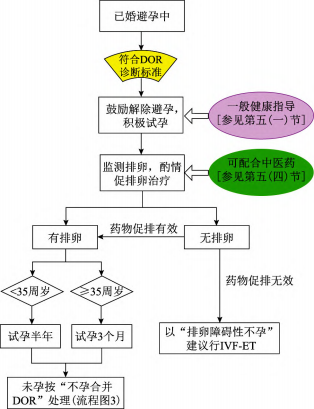 已婚避孕中
符合DOR
诊断标准
鼓励解除避孕，
积极试孕
一般健康指导
[参见第五(一)节]
监测排卵，酌情
促排卵治疗
可配合中医药
[参见第五(四)节]
有排卵
药物促排有效
无排卵
<35周岁
≥35周岁
药物促排无效
试孕半年
试孕3个月
以“排卵障碍性不孕”
建议行IVF-ET
未孕按“不孕合并
DOR”处理(流程图3)